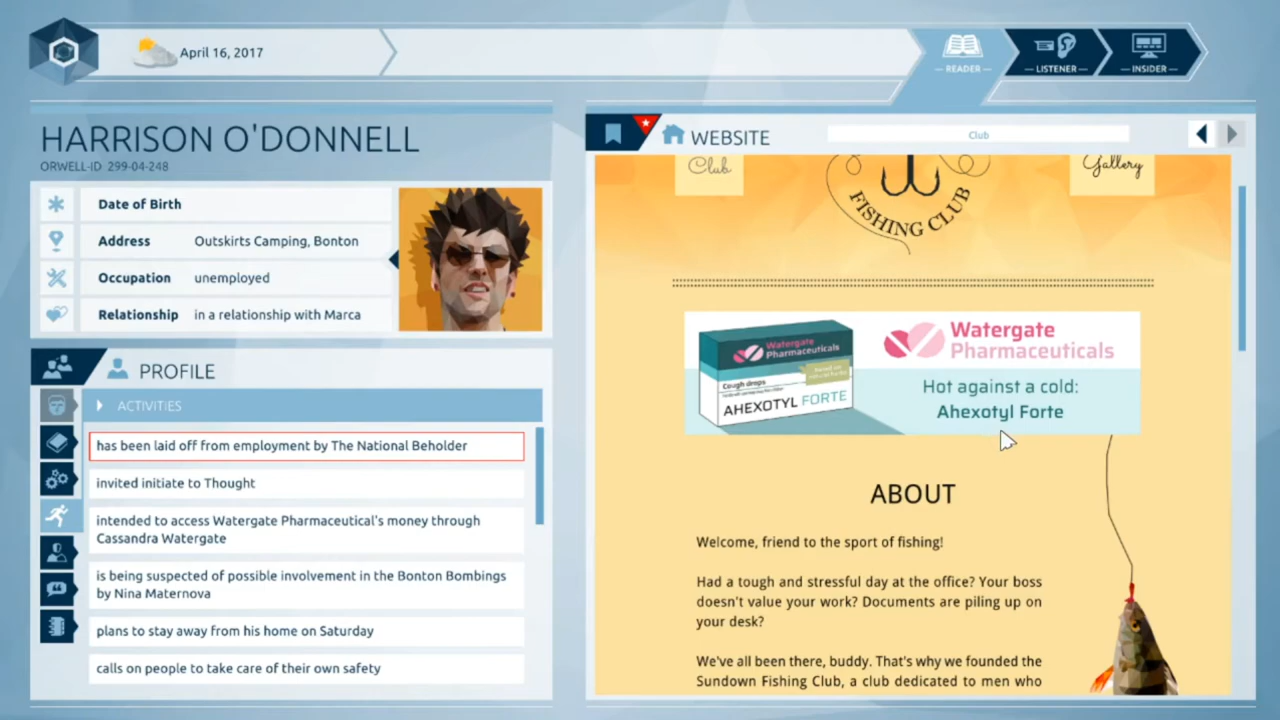 April 16, 2017
READER
LISTENER
INSIDER
HARRISON O'DONNELL
ORWELL-ID 299-04-248
Date of Birth
Address Outskirts Camping, Bonton
Occupation unemployed
Relationship in a relationship with Marca
PROFILE
ACTIVITIES
has been laid off from employment by The National Beholder
invited initiate to Thought
intended to access Watergate Pharmaceutical's money through
Cassandra Watergate
is being suspected of possible involvement in the Bonton Bombings
by Nina Maternova
plans to stay away from his home on Saturday
calls on people to take care of their own safety
WEBSITE
Club
Club
Gallery
FISHING CLUB
Watergate
Pharmaceuticals
Cough drops
AHEXOTYL FORTE
Watergate
Pharmaceuticals
Hot against a cold:
Ahexotyl Forte
ABOUT
Welcome, friend to the sport of fishing!
Had a tough and stressful day at the office? Your boss
doesn't value your work? Documents are piling up on
your desk?
We've all been there, buddy. That's why we founded the
Sundown Fishing Club, a club dedicated to men who